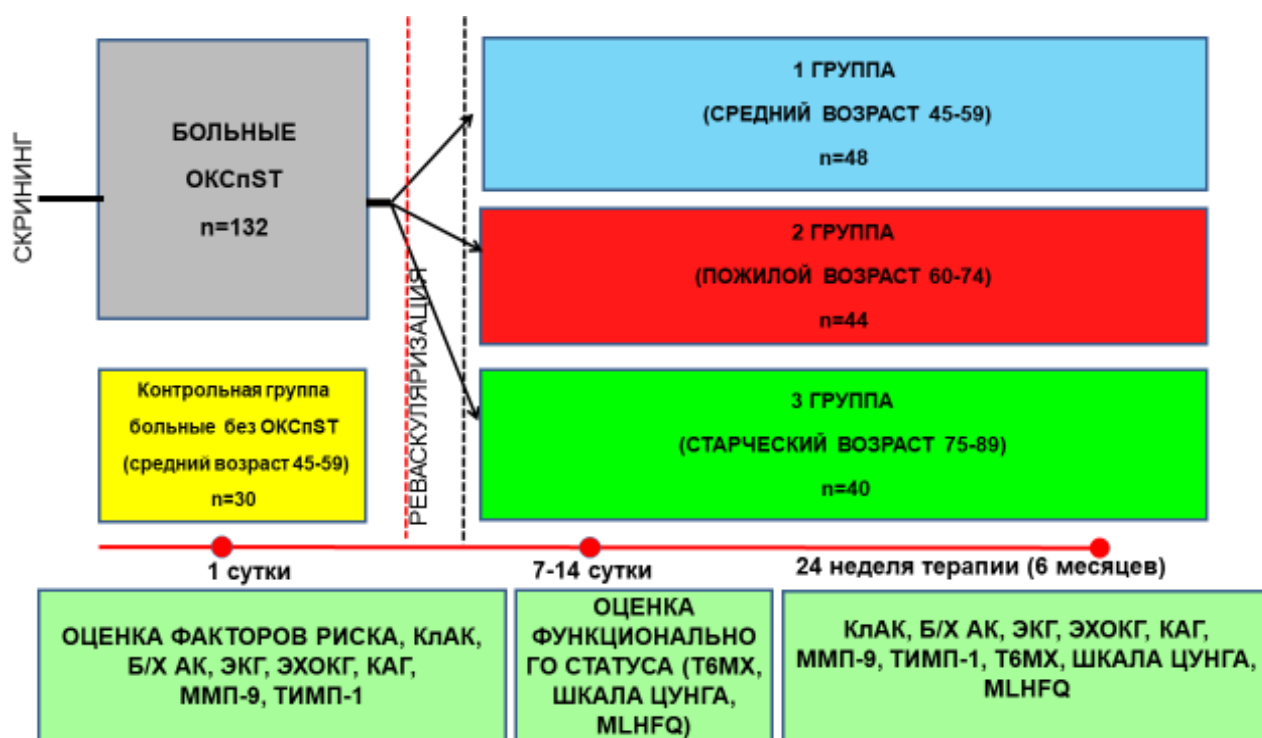 СКРИНИНГ
БОЛЬНЫЕ
ОКСпST
n=132
Контрольная группа
больные без ОКСпST
(средний возраст 45-59)
n=30
РЕВАСКУЛЯРИЗАЦИЯ
1 ГРУППА
(СРЕДНИЙ ВОЗРАСТ 45-59)
n=48
2 ГРУППА
(ПОЖИЛОЙ ВОЗРАСТ 60-74)
n=44
3 ГРУППА
(СТАРЧЕСКИЙ ВОЗРАСТ 75-89)
n=40
1 сутки
7-14 сутки
24 неделя терапии (6 месяцев)
ОЦЕНКА ФАКТОРОВ РИСКА, КлАК,
Б/Х АК, ЭКГ, ЭХОКГ, КАГ,
ММП-9, ТИМП-1
ОЦЕНКА
ФУНКЦИОНАЛЬНО
ГО СТАТУСА (Т6МХ,
ШКАЛА ЦУНГА,
MLHFQ)
КлАК, Б/Х АК, ЭКГ, ЭХОКГ, КАГ,
ММП-9, ТИМП-1, Т6МХ, ШКАЛА ЦУНГА,
MLHFQ